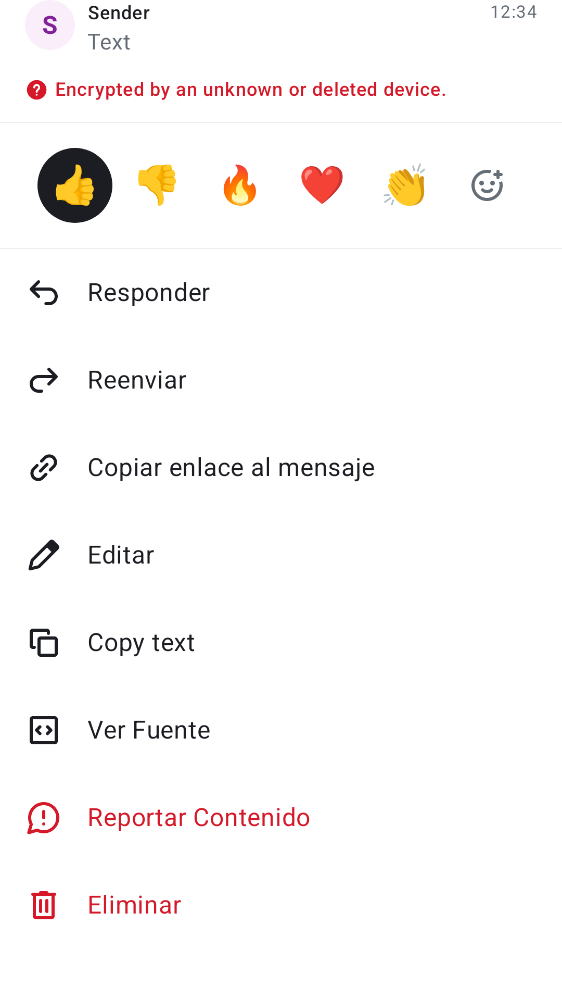 S
Sender
12:34
Text
Encrypted by an unknown or deleted device.
Responder
Reenviar
Copiar enlace al mensaje
Editar
Copy text
Ver Fuente
Reportar Contenido
Eliminar